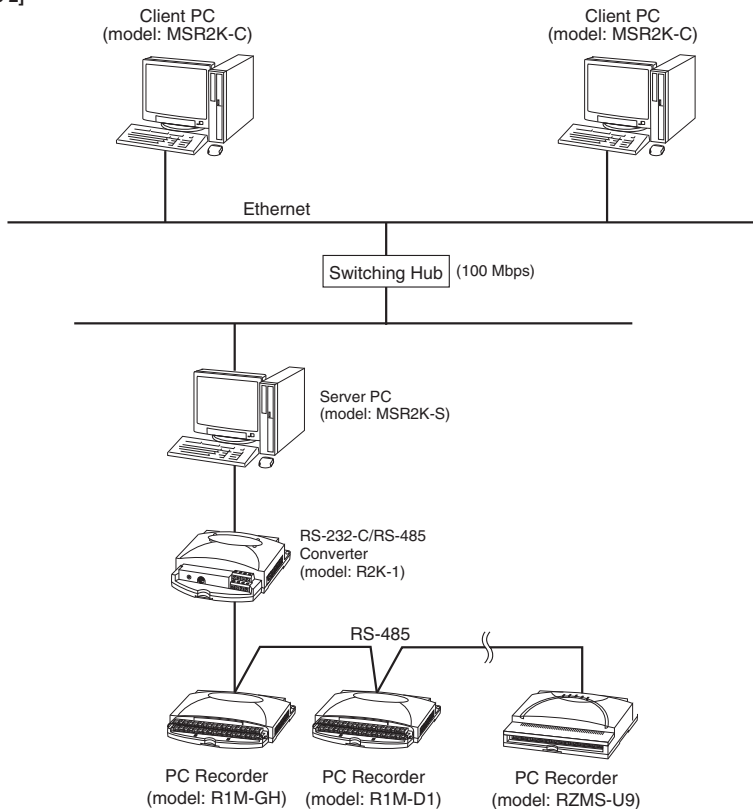 Client PC
(model: MSR2K-C)
Client PC
(model: MSR2K-C)
Ethernet
Switching Hub
(100 Mbps)
Server PC
(model: MSR2K-S)
RS-232-C/RS-485
Converter
(model: R2K-1)
RS-485
PC Recorder
(model: R1M-GH)
PC Recorder
(model: R1M-D1)
PC Recorder
(model: RZMS-U9)